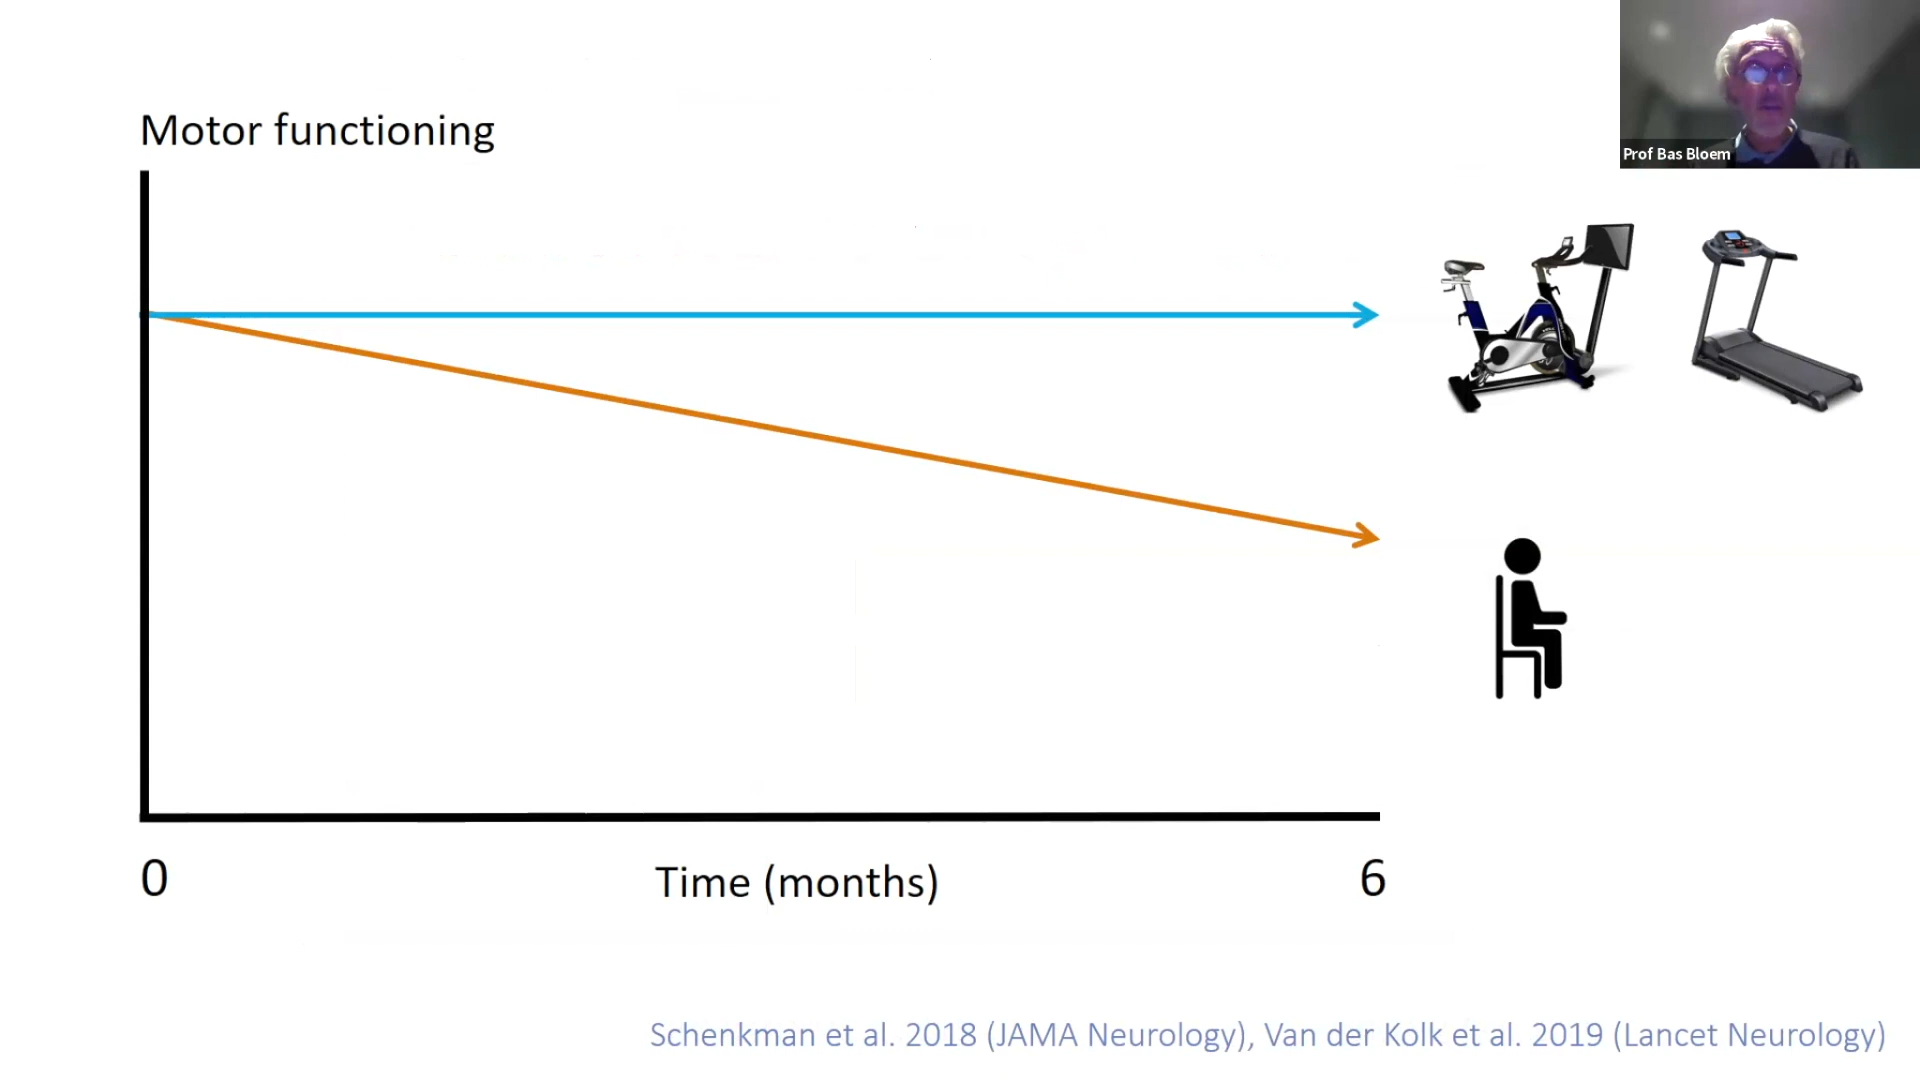 Prof Bas Bloem
Motor functioning
0
Time (months)
6
Schenkman et al. 2018 (JAMA Neurology), Van der Kolk et al. 2019 (Lancet Neurology)